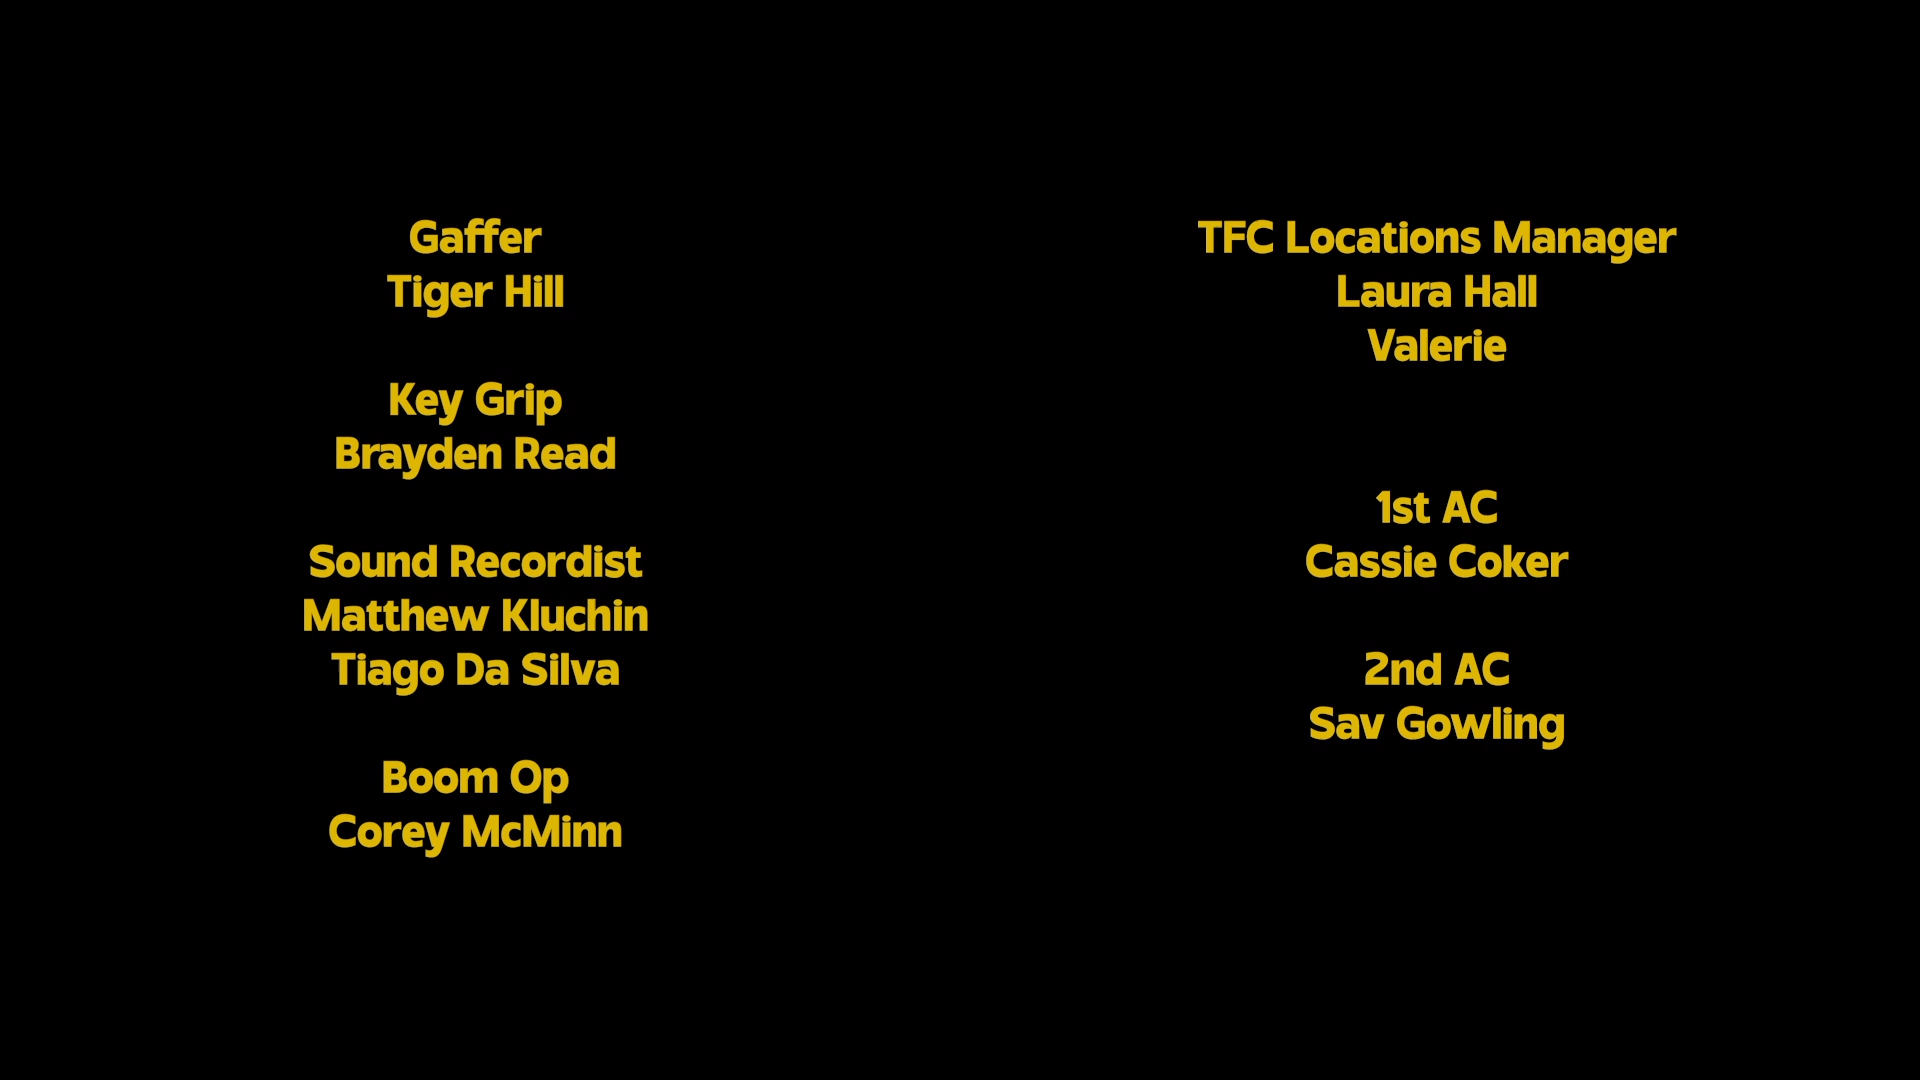 Gaffer
Tiger Hill
Key Grip
Brayden Read
Sound Recordist
Matthew Kluchin
Tiago Da Silva
Boom Op
Corey McMinn
TFC Locations Manager
Laura Hall
Valerie
1st AC
Cassie Coker
2nd AC
Sav Gowling